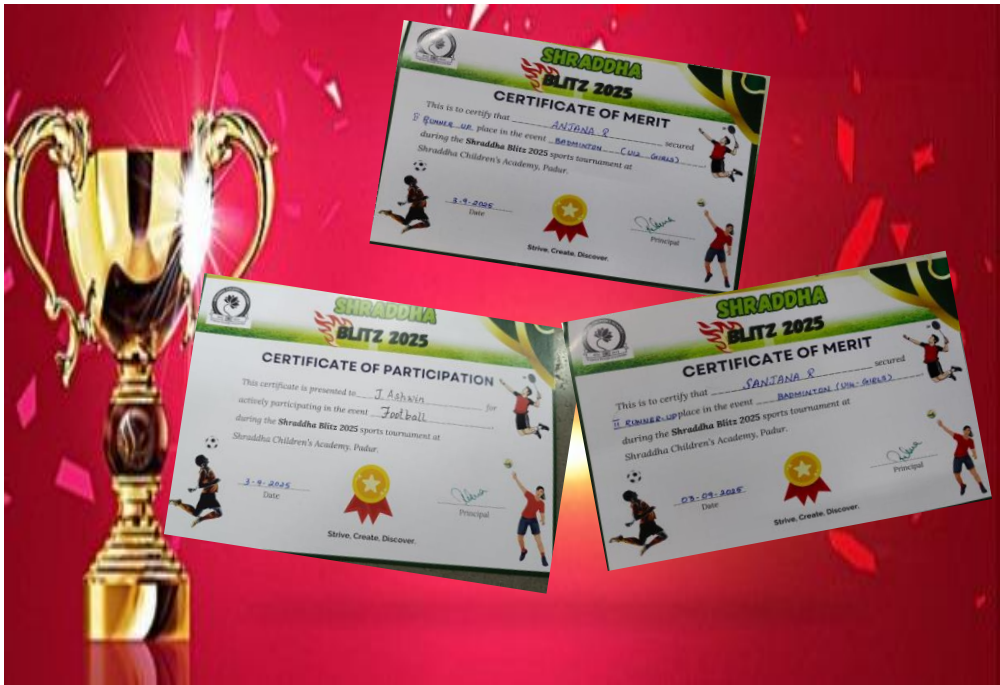 SHRADDHA
BLITZ 2025
CERTIFICATE OF MERIT
This is to certify that ANJANA R secured
RUNNER UP place in the event BADMINTON (U12 GIRLS)
during the Shraddha Blitz 2025 sports tournament at
Shraddha Children's Academy, Padur.
3-9-2025
Date
Principal
Strive. Create. Discover.
SHRADDHA
BLITZ 2025
CERTIFICATE OF PARTICIPATION
This certificate is presented to J Ashwin for
actively participating in the event Football
during the Shraddha Blitz 2025 sports tournament at
Shraddha Children's Academy, Padur.
3-9-2025
Date
Principal
Strive. Create. Discover.
SHRADDHA
BLITZ 2025
CERTIFICATE OF MERIT
This is to certify that SANJANA R secured
II RUNNER-UP place in the event BADMINTON (U14-GIRLS)
during the Shraddha Blitz 2025 sports tournament at
Shraddha Children's Academy, Padur.
03-09-2025
Date
Principal
Strive. Create. Discover.